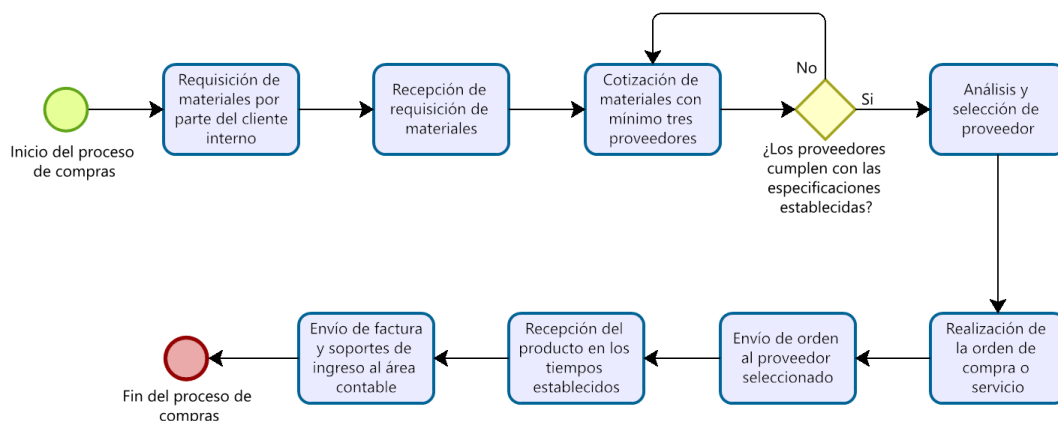 Inicio del proceso
de compras
Requisición de
materiales por
parte del cliente
interno
Recepción de
requisición de
materiales
Cotización de
materiales con
mínimo tres
proveedores
No
Si
¿Los proveedores
cumplen con las
especificaciones
establecidas?
Análisis y
selección de
proveedor
Realización de
la orden de
compra o
servicio
Envío de orden
al proveedor
seleccionado
Recepción del
producto en los
tiempos
establecidos
Envío de factura
y soportes de
ingreso al área
contable
Fin del proceso de
compras